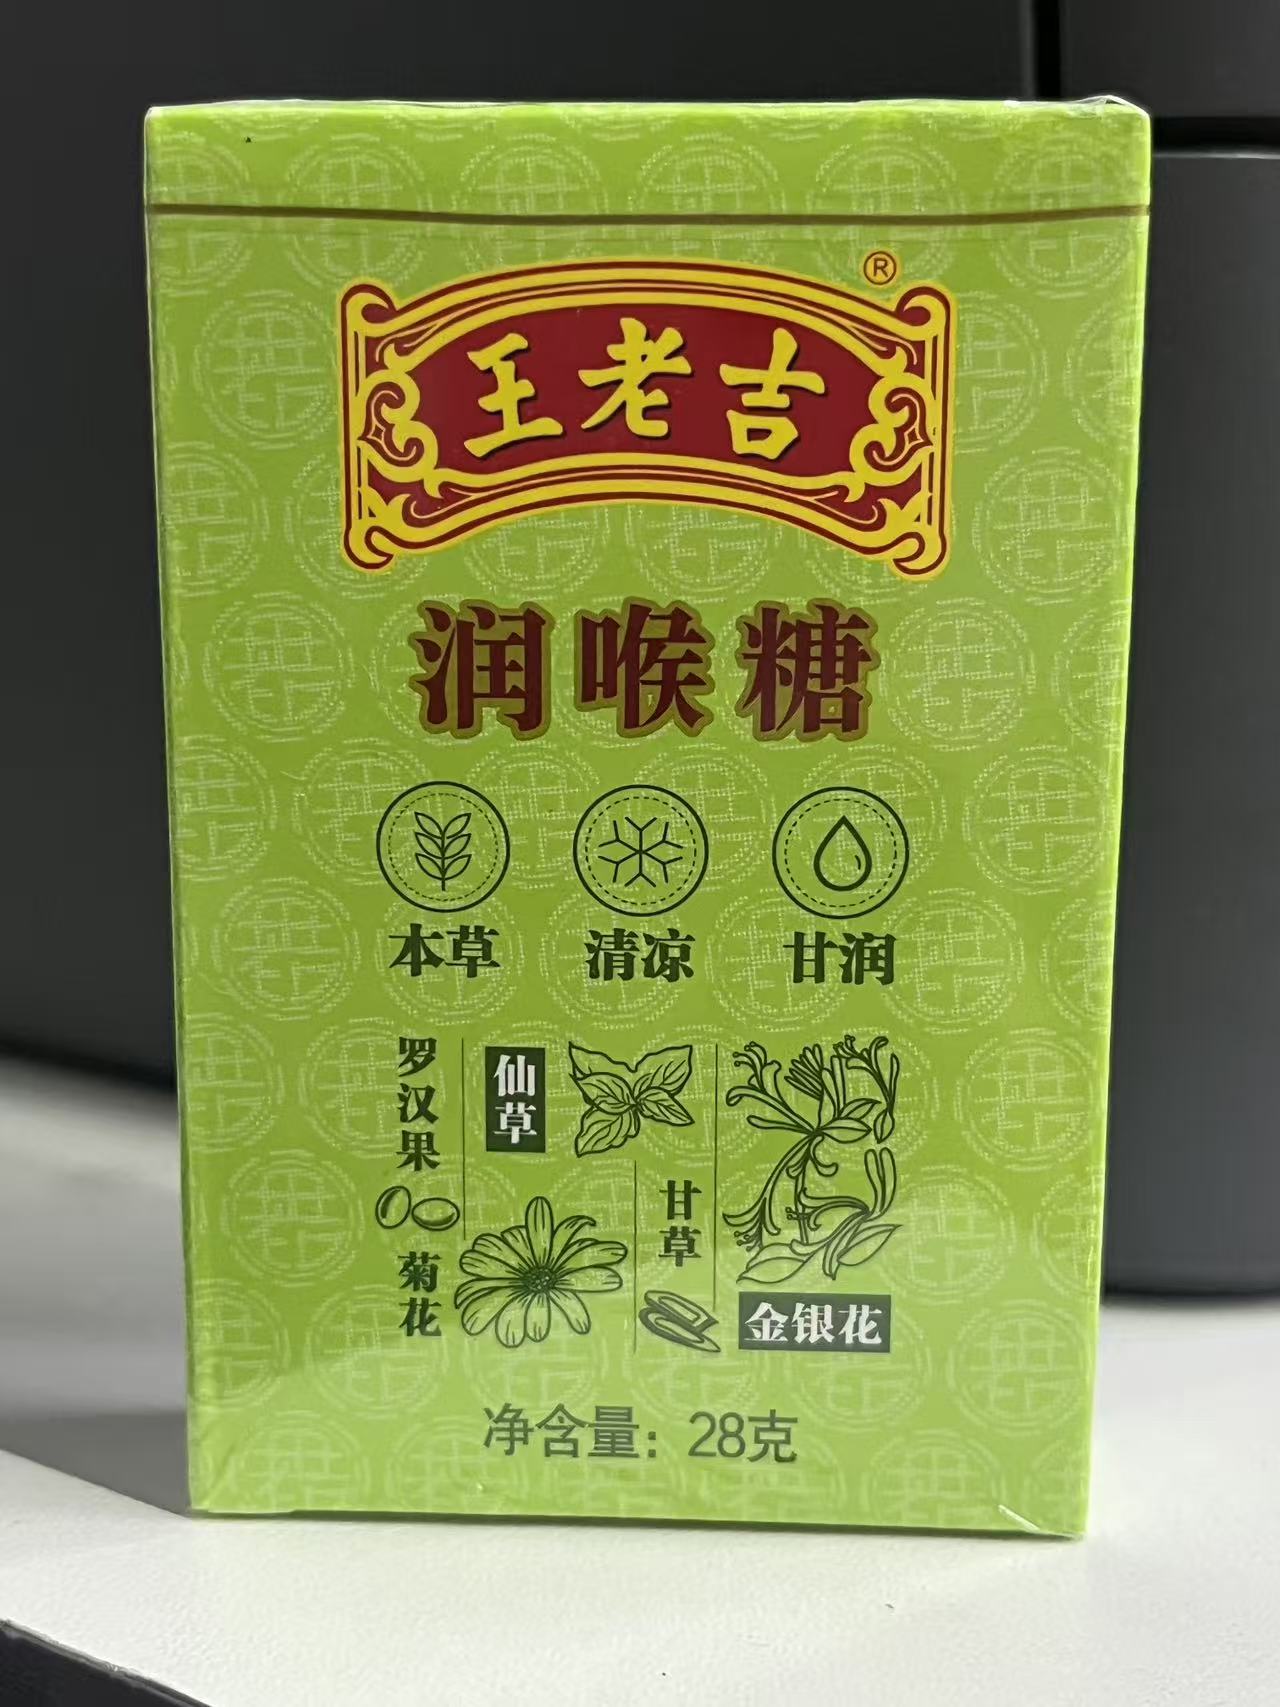 王老吉®
润喉糖
本草 清凉 甘润
罗汉果
仙草
甘草
菊花
金银花
净含量：28克